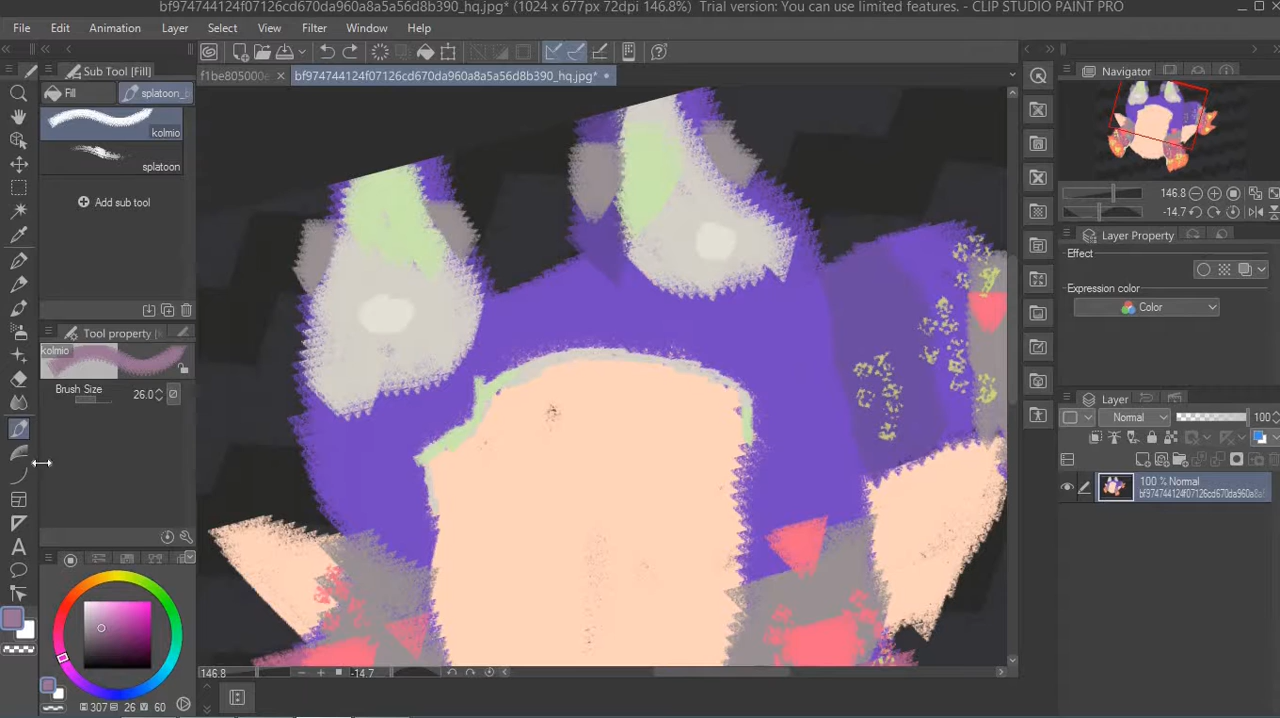 bf974744124f07126cd670da960a8a5a56d8b390_hq.jpg* (1024 x 677px 72dpi 146.8%)  Trial version: You can use limited features. - CLIP STUDIO PAINT PRO
File Edit Animation Layer Select View Filter Window Help
Sub Tool [Fill]
f1be805000
bf974744124f07126cd670da960a8a5a56d8b390_hq.jpg*
Navigator
Fill
splatoon_b
kolmio
splatoon
Add sub tool
146.8
-14.7
Layer Property
Effect
Expression color
Color
Tool property
kolmio
Brush Size
26.0
Layer
Normal
100
100 % Normal
bf974744124f07126cd670da960a8a
146.8
-14.7
H 307 S 26 V 60